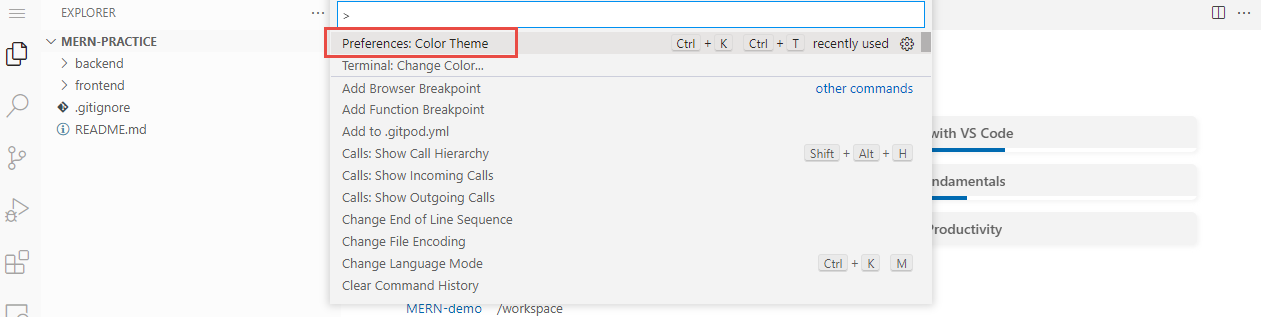 EXPLORER ···
>
MERN-PRACTICE
Preferences: Color Theme Ctrl + K Ctrl + T recently used
backend
Terminal: Change Color...
frontend
Add Browser Breakpoint other commands
.gitignore
Add Function Breakpoint
README.md
Add to .gitpod.yml
with VS Code
Calls: Show Call Hierarchy Shift + Alt + H
Calls: Show Incoming Calls
ndamentals
Calls: Show Outgoing Calls
Change End of Line Sequence
Productivity
Change File Encoding
Change Language Mode Ctrl + K M
Clear Command History
MERN-demo /workspace